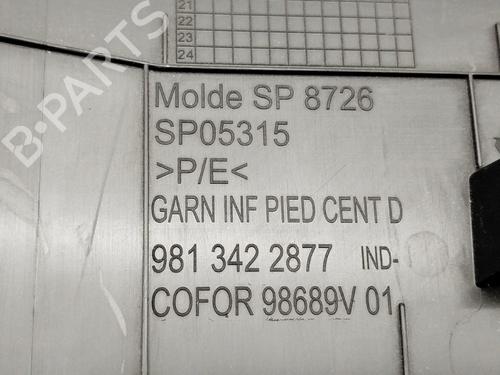 21
22
23
24
Molde SP 8726
SP05315
>P/E<
GARN INF PIED CENT D
981 342 2877 IND-
COFOR 98689V 01
B-PARTS